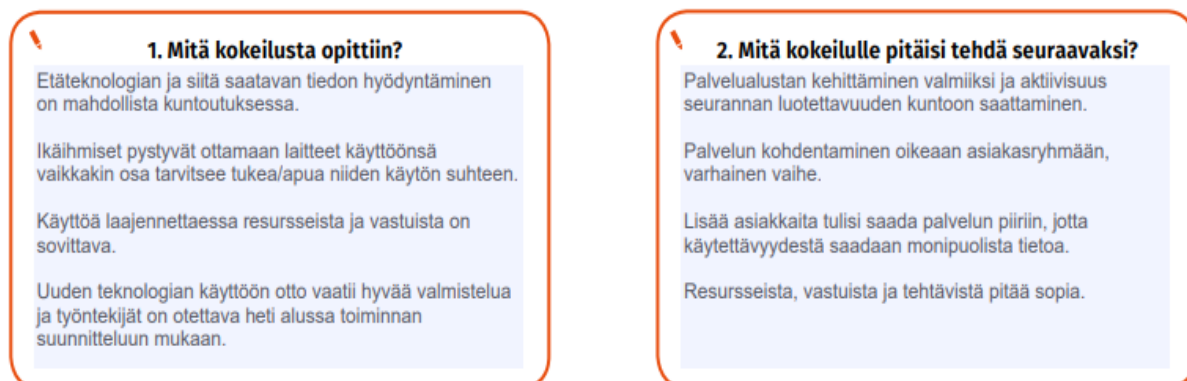 1. Mitä kokeilusta opittiin?
Etäteknologian ja siitä saatavan tiedon hyödyntäminen
on mahdollista kuntoutuksessa.
Ikäihmiset pystyvät ottamaan laitteet käyttöönsä
vaikkakin osa tarvitsee tukea/apua niiden käytön suhteen.
Käyttöä laajennettaessa resursseista ja vastuista on
sovittava.
Uuden teknologian käyttöön otto vaatii hyvää valmistelua
ja työntekijät on otettava heti alussa toiminnan
suunnitteluun mukaan.
2. Mitä kokeilulle pitäisi tehdä seuraavaksi?
Palvelualustan kehittäminen valmiiksi ja aktiivisuus
seurannan luotettavuuden kuntoon saattaminen.
Palvelun kohdentaminen oikeaan asiakasryhmään,
varhainen vaihe.
Lisää asiakkaita tulisi saada palvelun piiriin, jotta
käytettävyydestä saadaan monipuolista tietoa.
Resursseista, vastuista ja tehtävistä pitää sopia.